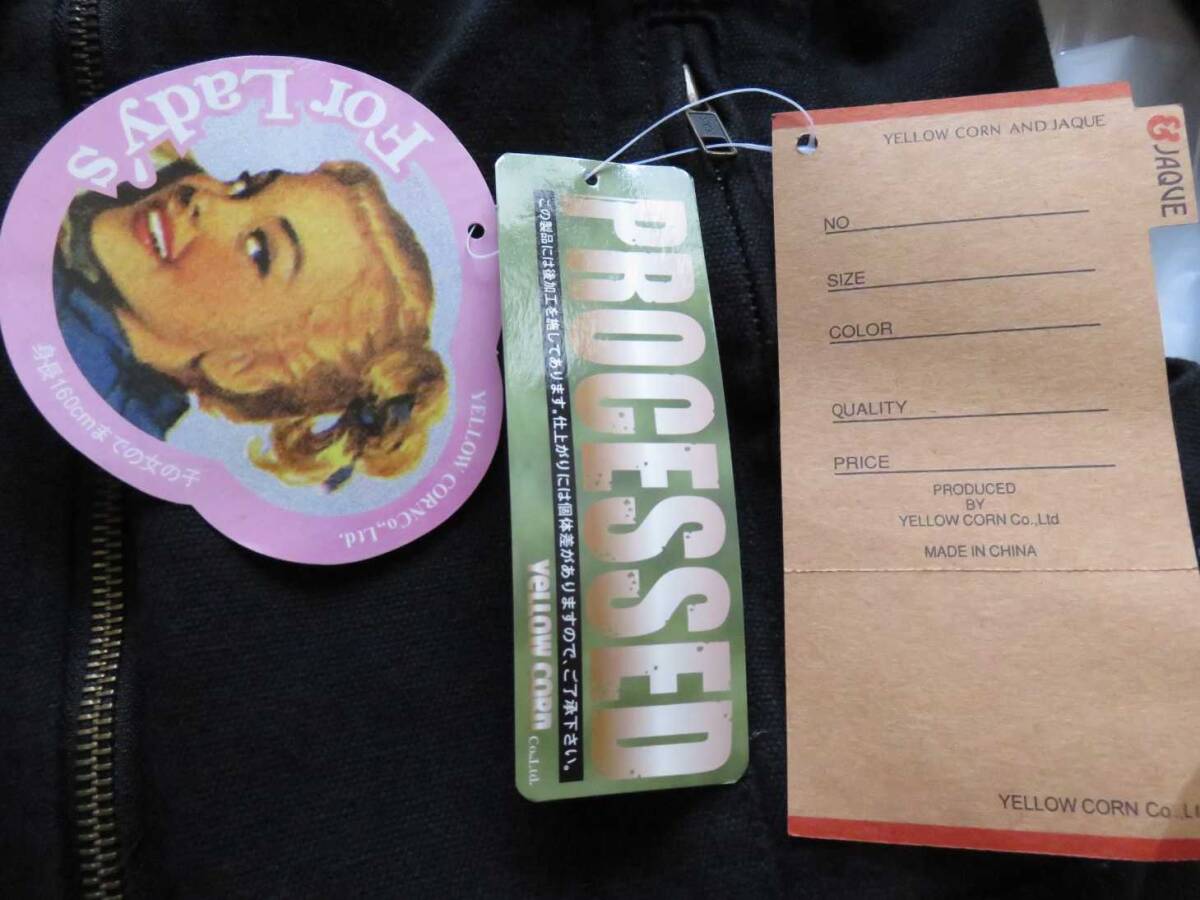 For Lady's
身長160cmまでの女の子
YELLOW CORN Co.,Ltd.
PROCESSED
この製品には後加工を施してあります。仕上がりには個体差がありますので、ご了承下さい。
YELLOW CORN Co.,Ltd.
& JAQUE
YELLOW CORN AND JAQUE
NO
SIZE
COLOR
QUALITY
PRICE
PRODUCED
BY
YELLOW CORN Co.,Ltd
MADE IN CHINA
YELLOW CORN Co.,Lt